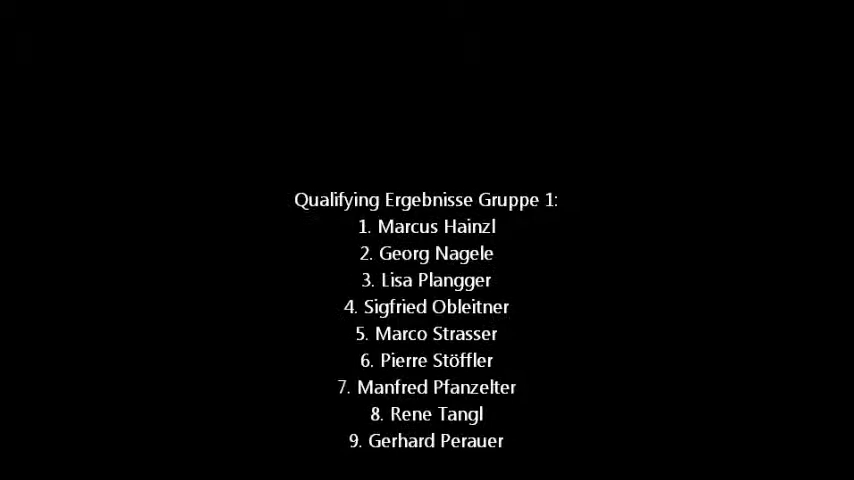 Qualifying Ergebnisse Gruppe 1:
1. Marcus Hainzl
2. Georg Nagele
3. Lisa Plangger
4. Sigfried Obleitner
5. Marco Strasser
6. Pierre Stöffler
7. Manfred Pfanzelter
8. Rene Tangl
9. Gerhard Perauer